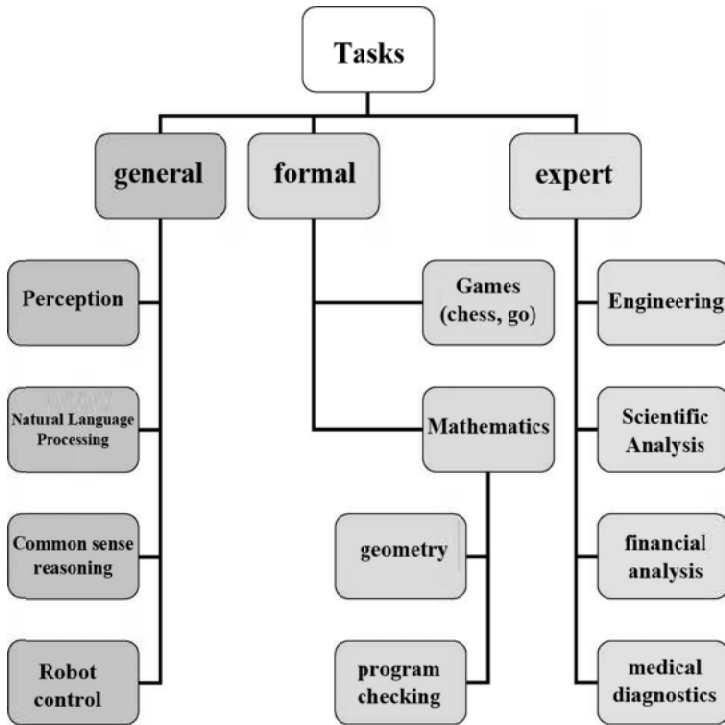 Tasks
general
formal
expert
Perception
Games
(chess, go)
Engineering
Natural Language
Processing
Mathematics
Scientific
Analysis
Common sense
reasoning
geometry
financial
analysis
Robot
control
program
checking
medical
diagnostics